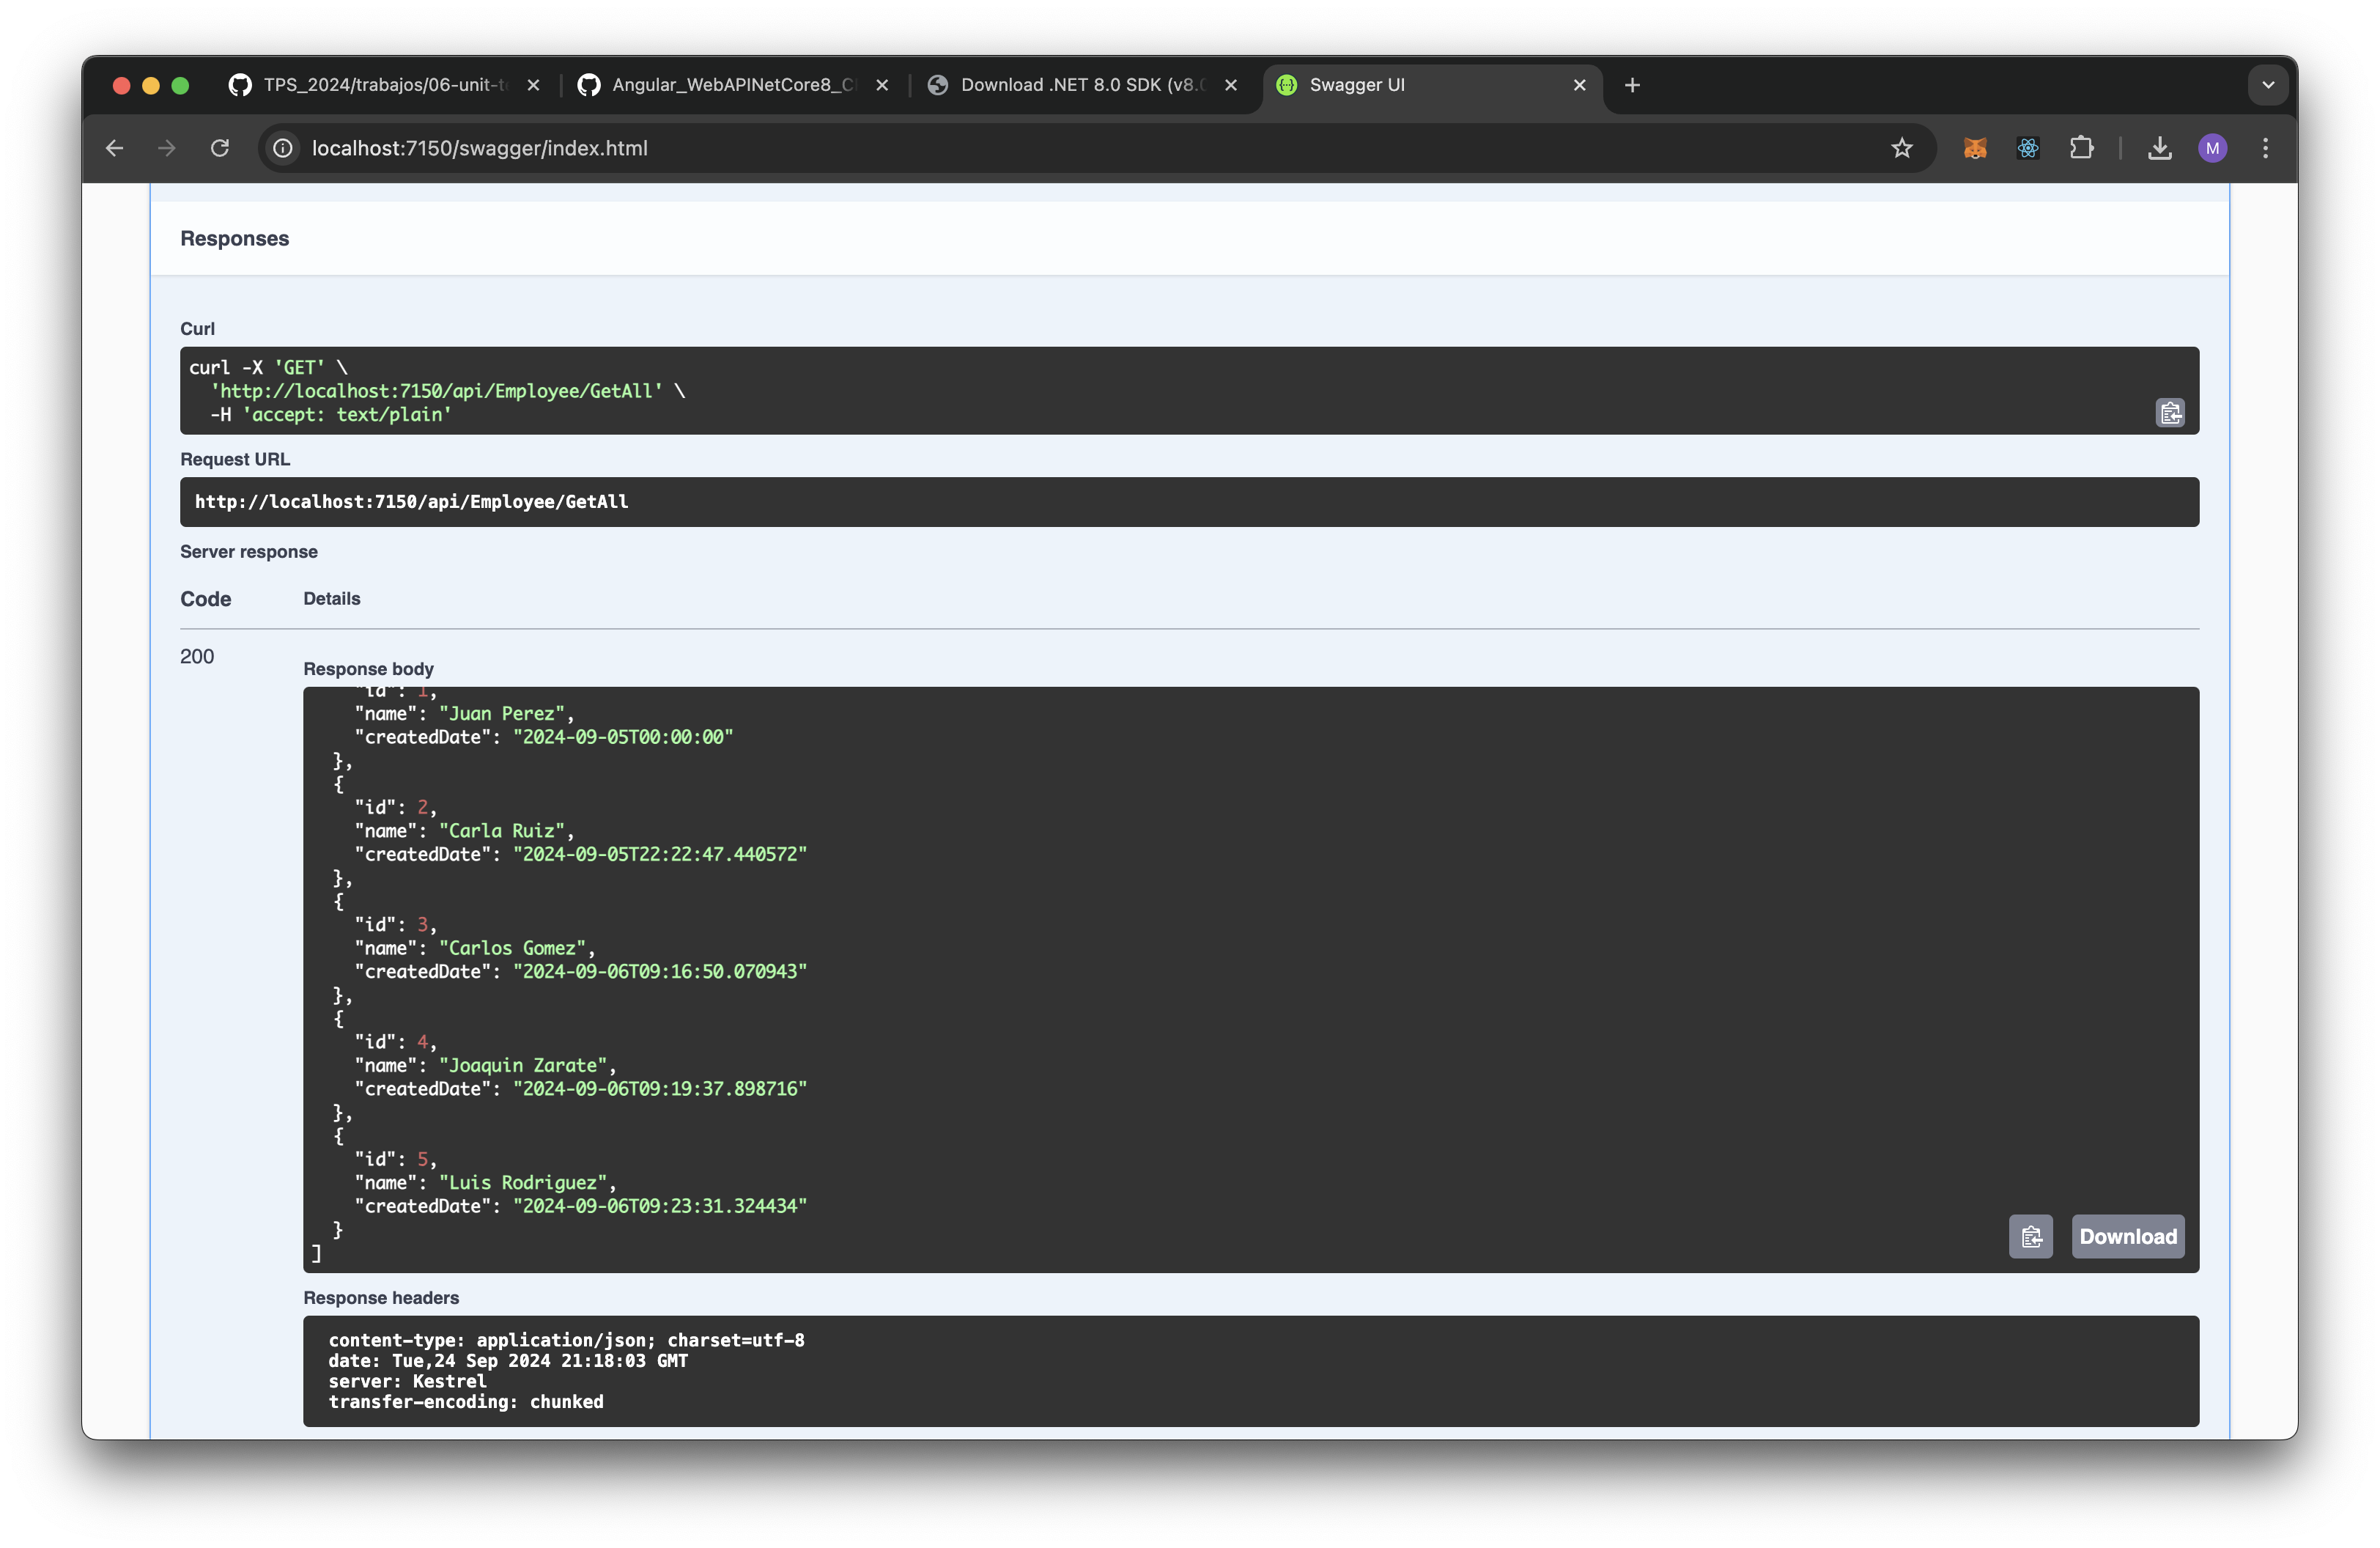 TPS_2024/trabajos/06-unit-te
Angular_WebAPINetCore8_C
Download .NET 8.0 SDK (v8.0
Swagger UI
localhost:7150/swagger/index.html
M
Responses
Curl
curl -X 'GET' \
'http://localhost:7150/api/Employee/GetAll' \
-H 'accept: text/plain'
Request URL
http://localhost:7150/api/Employee/GetAll
Server response
Code Details
200
Response body
"id": 1,
"name": "Juan Perez",
"createdDate": "2024-09-05T00:00:00"
},
{
"id": 2,
"name": "Carla Ruiz",
"createdDate": "2024-09-05T22:22:47.440572"
},
{
"id": 3,
"name": "Carlos Gomez",
"createdDate": "2024-09-06T09:16:50.070943"
},
{
"id": 4,
"name": "Joaquin Zarate",
"createdDate": "2024-09-06T09:19:37.898716"
},
{
"id": 5,
"name": "Luis Rodriguez",
"createdDate": "2024-09-06T09:23:31.324434"
}
]
Download
Response headers
content-type: application/json; charset=utf-8
date: Tue,24 Sep 2024 21:18:03 GMT
server: Kestrel
transfer-encoding: chunked